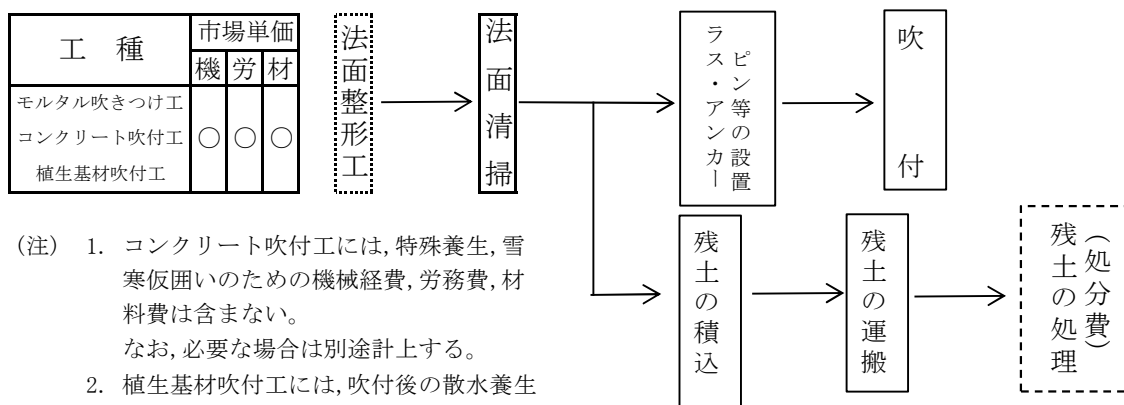 工 種
市場単価
機 労 材
モルタル吹きつけ工
コンクリート吹付工 ○ ○ ○
植生基材吹付工
法面整形工
法面清掃
ラス・アンカー
ピン等の設置
吹付
残土の積込
残土の運搬
残土の処理
(処分費)
(注) 1. コンクリート吹付工には,特殊養生,雪
寒仮囲いのための機械経費,労務費,材
料費は含まない。
なお,必要な場合は別途計上する。
2. 植生基材吹付工には,吹付後の散水養生